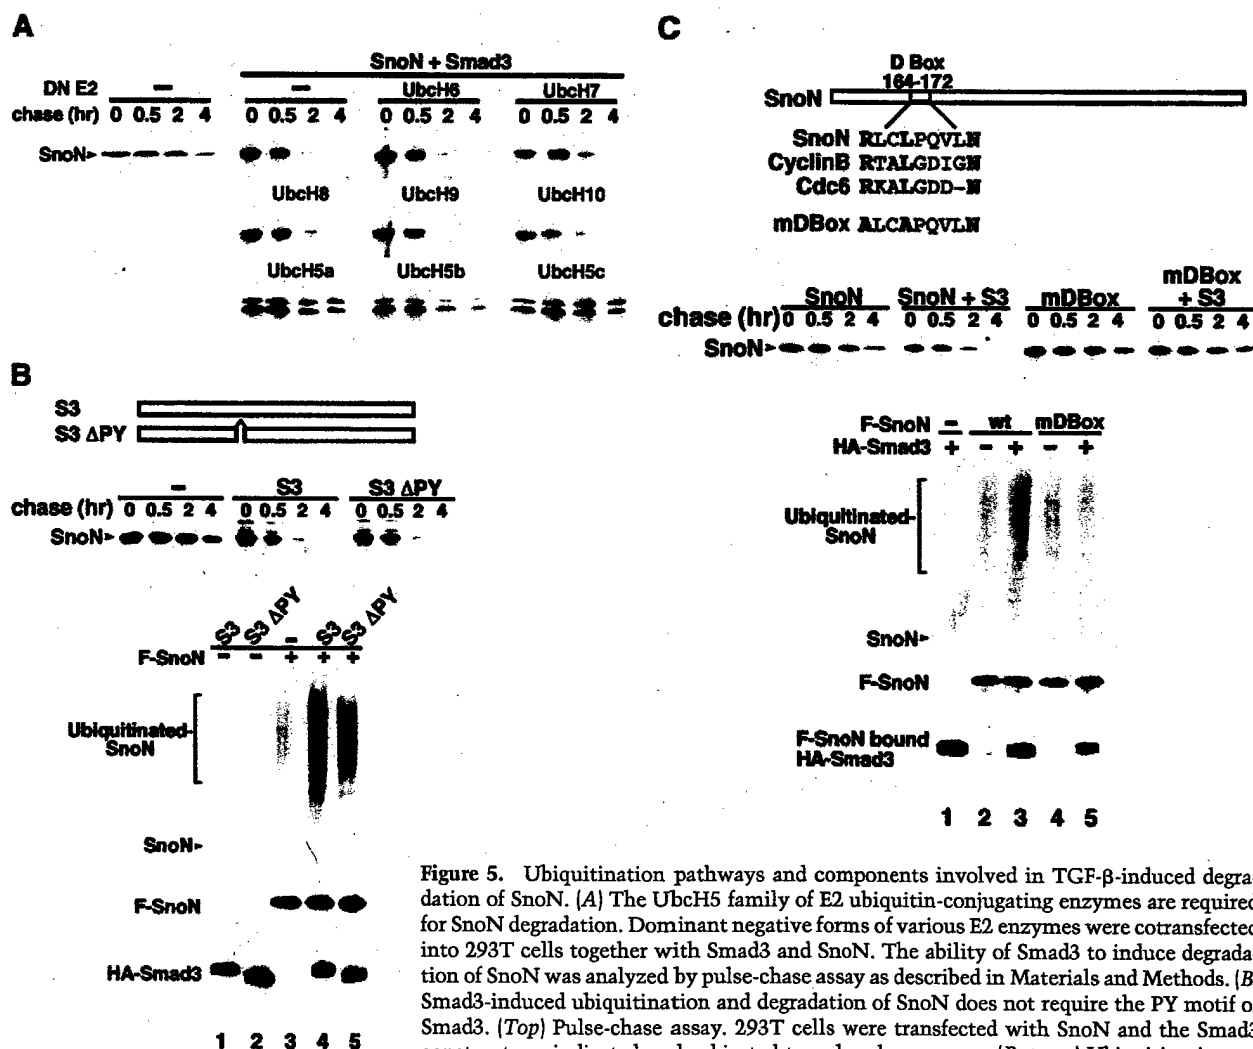 A
SnoN + Smad3
DN E2 – – UbcH6 UbcH7
chase (hr) 0 0.5 2 4 0 0.5 2 4 0 0.5 2 4 0 0.5 2 4
SnoN
UbcH8 UbcH9 UbcH10
UbcH5a UbcH5b UbcH5c
B
S3
S3 ΔPY
– S3 S3 ΔPY
chase (hr) 0 0.5 2 4 0 0.5 2 4 0 0.5 2 4
SnoN
S3 S3 ΔPY – S3 S3 ΔPY
F-SnoN – – + + +
Ubiquitinated-
SnoN
SnoN
F-SnoN
HA-Smad3
1 2 3 4 5
C
D Box
164-172
SnoN
SnoN RLCLPQVLN
CyclinB RTALGDIGN
Cdc6 RKALGDD-N
mDBox ALCAPQVLN
SnoN SnoN + S3 mDBox mDBox
+ S3
chase (hr) 0 0.5 2 4 0 0.5 2 4 0 0.5 2 4 0 0.5 2 4
SnoN
F-SnoN – wt mDBox
HA-Smad3 + – + – +
Ubiquitinated-
SnoN
SnoN
F-SnoN
F-SnoN bound
HA-Smad3
1 2 3 4 5
Figure 5. Ubiquitination pathways and components involved in TGF-β-induced degra-
dation of SnoN. (A) The UbcH5 family of E2 ubiquitin-conjugating enzymes are required
for SnoN degradation. Dominant negative forms of various E2 enzymes were cotransfected
into 293T cells together with Smad3 and SnoN. The ability of Smad3 to induce degrada-
tion of SnoN was analyzed by pulse-chase assay as described in Materials and Methods. (B
Smad3-induced ubiquitination and degradation of SnoN does not require the PY motif o
Smad3. (Top) Pulse-chase assay. 293T cells were transfected with SnoN and the Smad3